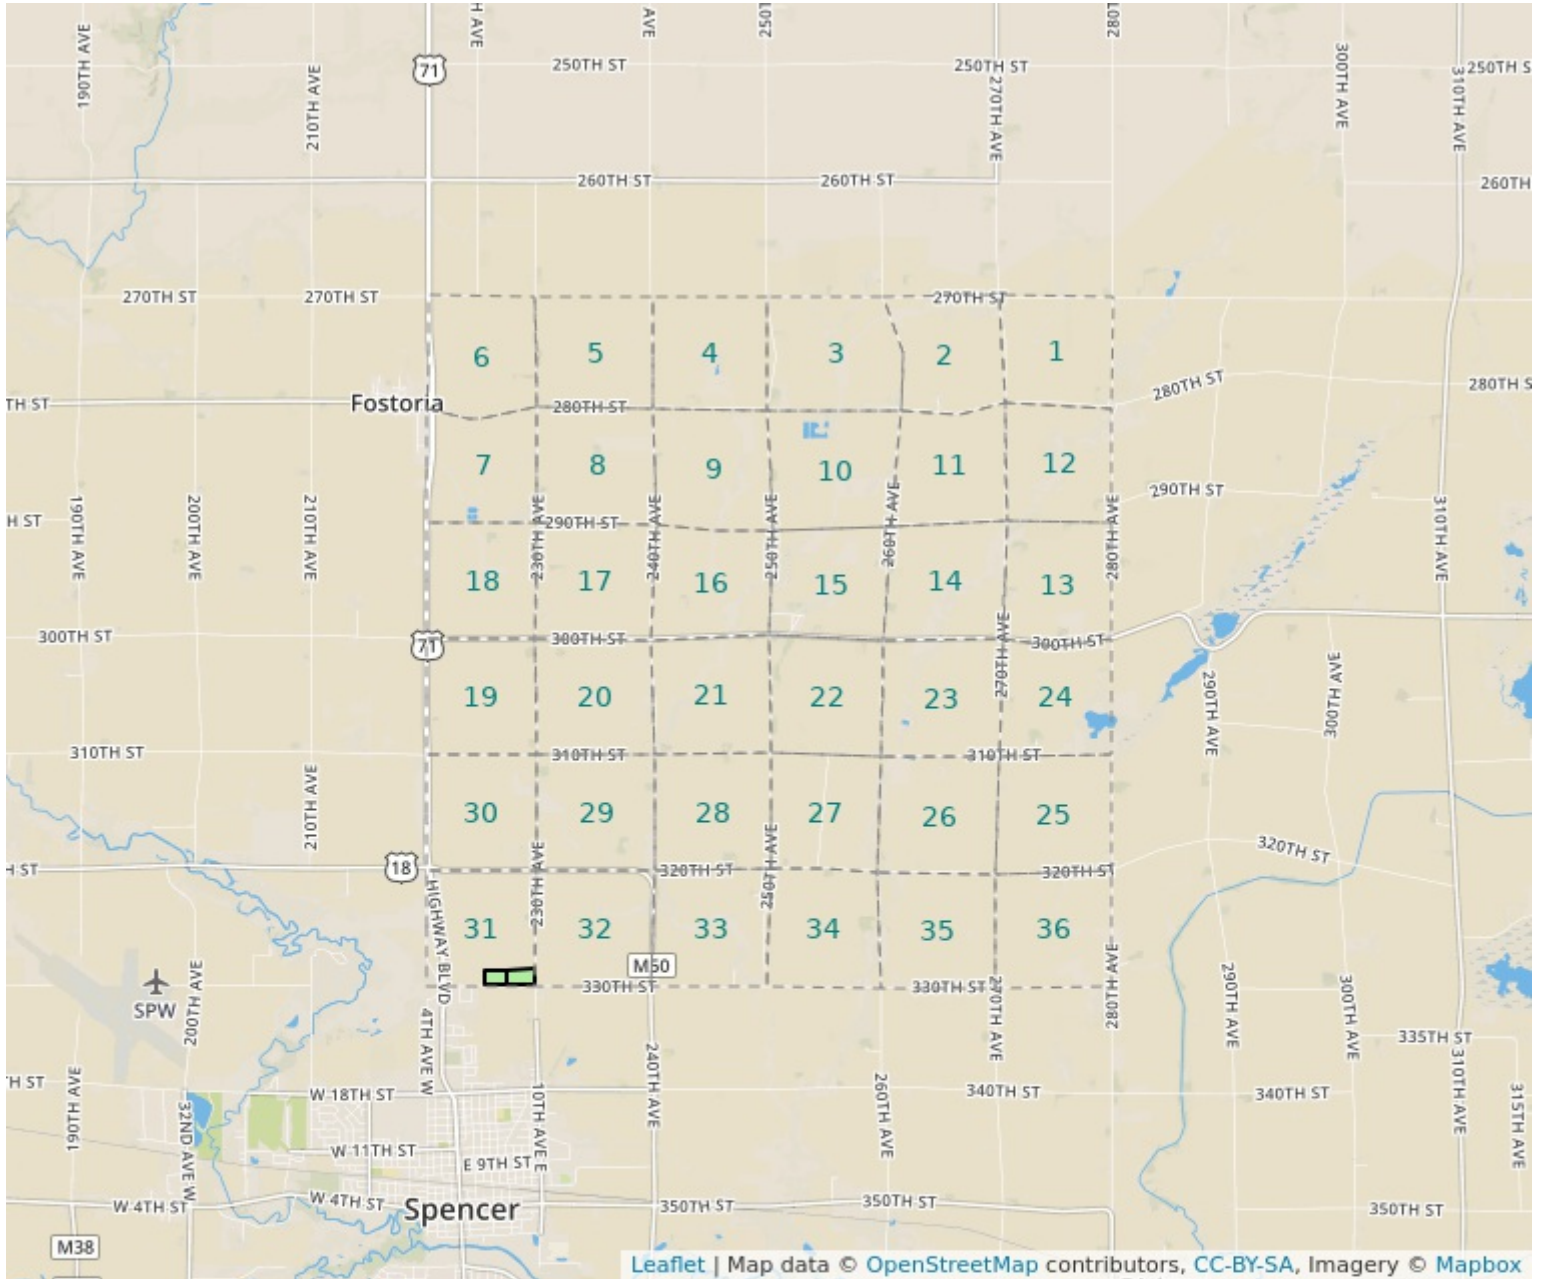 H AVE
AVE
250T
280T
190TH AVE
210TH AVE
71
250TH ST
250TH ST
270TH AVE
300TH AVE
310TH AVE
250TH S
260TH ST
260TH ST
260TH
270TH ST
270TH ST
270TH ST
6
5
4
3
2
1
280TH ST
280TH S
TH ST
Fostoria
280TH ST
7
8
9
10
11
12
290TH ST
190TH AVE
200TH AVE
210TH AVE
230TH AVE
240TH AVE
250TH AVE
260TH AVE
280TH AVE
310TH AVE
H ST
290TH ST
18
17
16
15
14
13
300TH ST
71
300TH ST
300TH ST
270TH AVE
290TH AVE
300TH AVE
19
20
21
22
23
24
310TH ST
310TH ST
310TH ST
210TH AVE
30
29
28
27
26
25
230TH AVE
250TH AVE
320TH ST
H ST
18
320TH ST
320TH ST
HIGHWAY BLVD
31
32
33
34
35
36
M50
200TH AVE
SPW
330TH ST
330TH ST
270TH AVE
280TH AVE
290TH AVE
300TH AVE
4TH AVE W
335TH ST
310TH AVE
TH ST
190TH AVE
W 18TH ST
240TH AVE
260TH AVE
340TH ST
340TH ST
315TH AVE
32ND AVE W
10TH AVE E
W 11TH ST
E 9TH ST
W 4TH ST
W 4TH ST
Spencer
350TH ST
350TH ST
350TH ST
M38
Leaflet | Map data © OpenStreetMap contributors, CC-BY-SA, Imagery © Mapbox